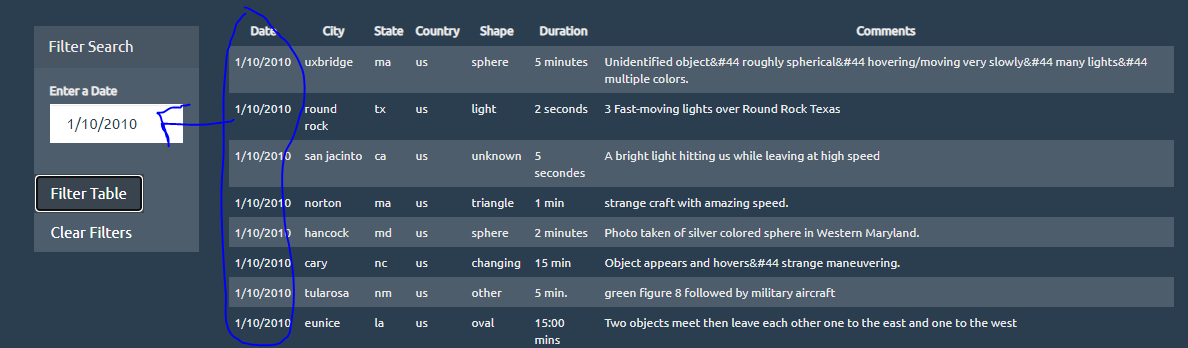 Filter Search
Enter a Date
1/10/2010
Filter Table
Clear Filters
Date City State Country Shape Duration Comments
1/10/2010 uxbridge ma us sphere 5 minutes Unidentified object&#44 roughly spherical&#44 hovering/moving very slowly&#44 many lights&#44
multiple colors.
1/10/2010 round tx us light 2 seconds 3 Fast-moving lights over Round Rock Texas
rock
1/10/2010 san jacinto ca us unknown 5 A bright light hitting us while leaving at high speed
secondes
1/10/2010 norton ma us triangle 1 min strange craft with amazing speed.
1/10/2010 hancock md us sphere 2 minutes Photo taken of silver colored sphere in Western Maryland.
1/10/2010 cary nc us changing 15 min Object appears and hovers&#44 strange maneuvering.
1/10/2010 tularosa nm us other 5 min. green figure 8 followed by military aircraft
1/10/2010 eunice la us oval 15:00 Two objects meet then leave each other one to the east and one to the west
mins